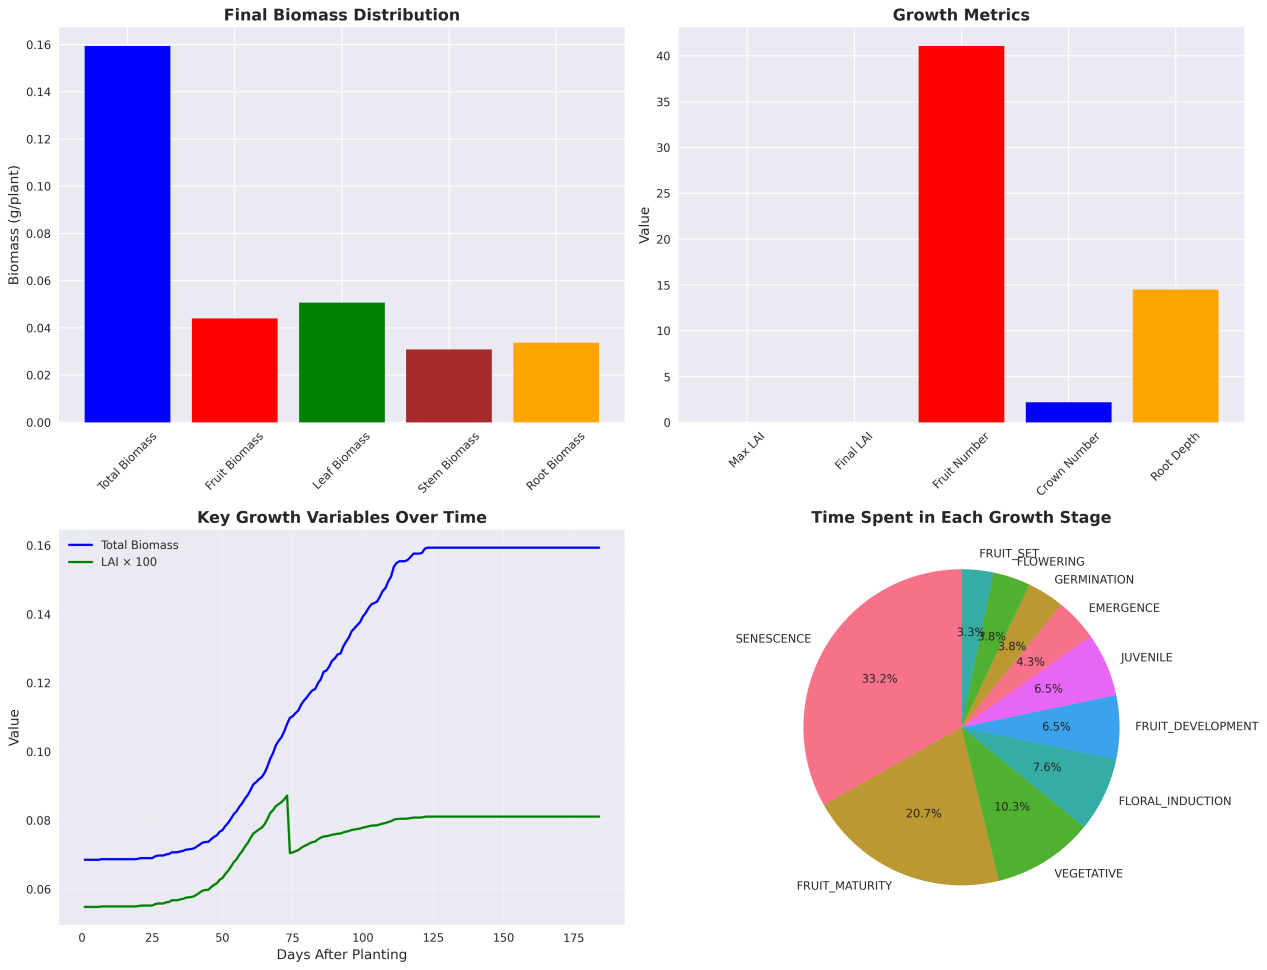 Final Biomass Distribution
Biomass (g/plant)
0.16
0.14
0.12
0.10
0.08
0.06
0.04
0.02
0.00
Total Biomass
Fruit Biomass
Leaf Biomass
Stem Biomass
Root Biomass
Growth Metrics
Value
40
35
30
25
20
15
10
5
0
Max LAI
Final LAI
Fruit Number
Crown Number
Root Depth
Key Growth Variables Over Time
Total Biomass
LAI × 100
Value
0.16
0.14
0.12
0.10
0.08
0.06
0
25
50
75
100
125
150
175
Days After Planting
Time Spent in Each Growth Stage
FRUIT_SET
FLOWERING
GERMINATION
EMERGENCE
JUVENILE
FRUIT_DEVELOPMENT
FLORAL_INDUCTION
VEGETATIVE
FRUIT_MATURITY
SENESCENCE
3.3%
3.8%
3.8%
4.3%
6.5%
6.5%
7.6%
10.3%
20.7%
33.2%